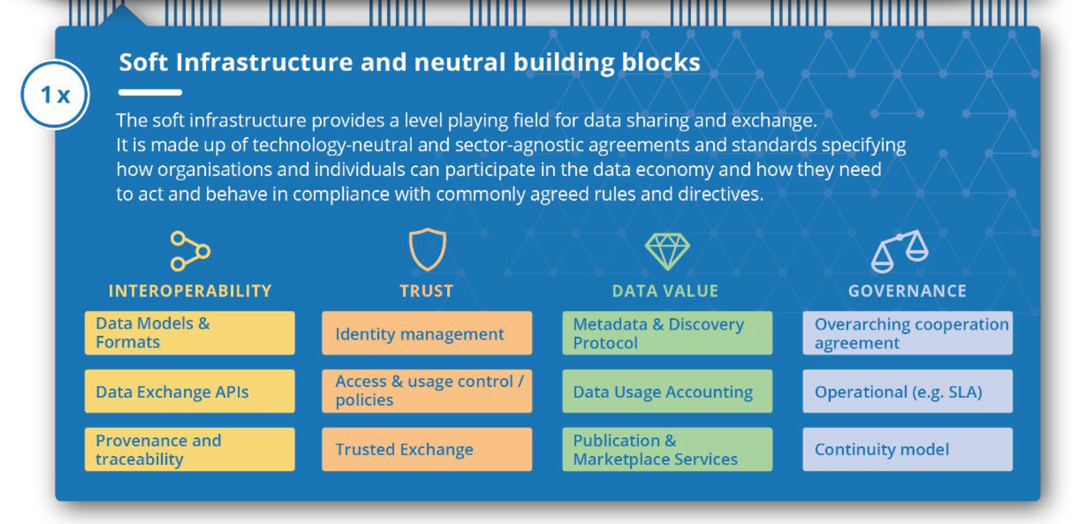 Soft Infrastructure and neutral building blocks
1 x
The soft infrastructure provides a level playing field for data sharing and exchange.
It is made up of technology-neutral and sector-agnostic agreements and standards specifying
how organisations and individuals can participate in the data economy and how they need
to act and behave in compliance with commonly agreed rules and directives.
INTEROPERABILITY
Data Models &
Formats
Data Exchange APIs
Provenance and
traceability
TRUST
Identity management
Access & usage control /
policies
Trusted Exchange
DATA VALUE
Metadata & Discovery
Protocol
Data Usage Accounting
Publication &
Marketplace Services
GOVERNANCE
Overarching cooperation
agreement
Operational (e.g. SLA)
Continuity model